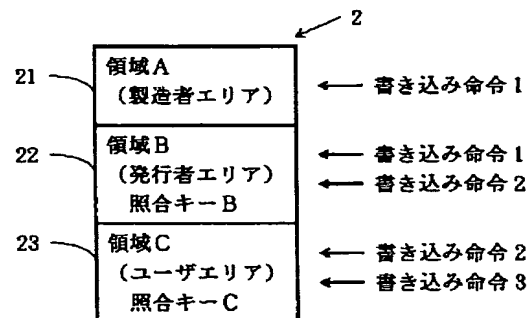 2
21
領域A
(製造者エリア)
書き込み命令1
22
領域B
(発行者エリア)
照合キーB
書き込み命令1
書き込み命令2
23
領域C
(ユーザエリア)
照合キーC
書き込み命令2
書き込み命令3